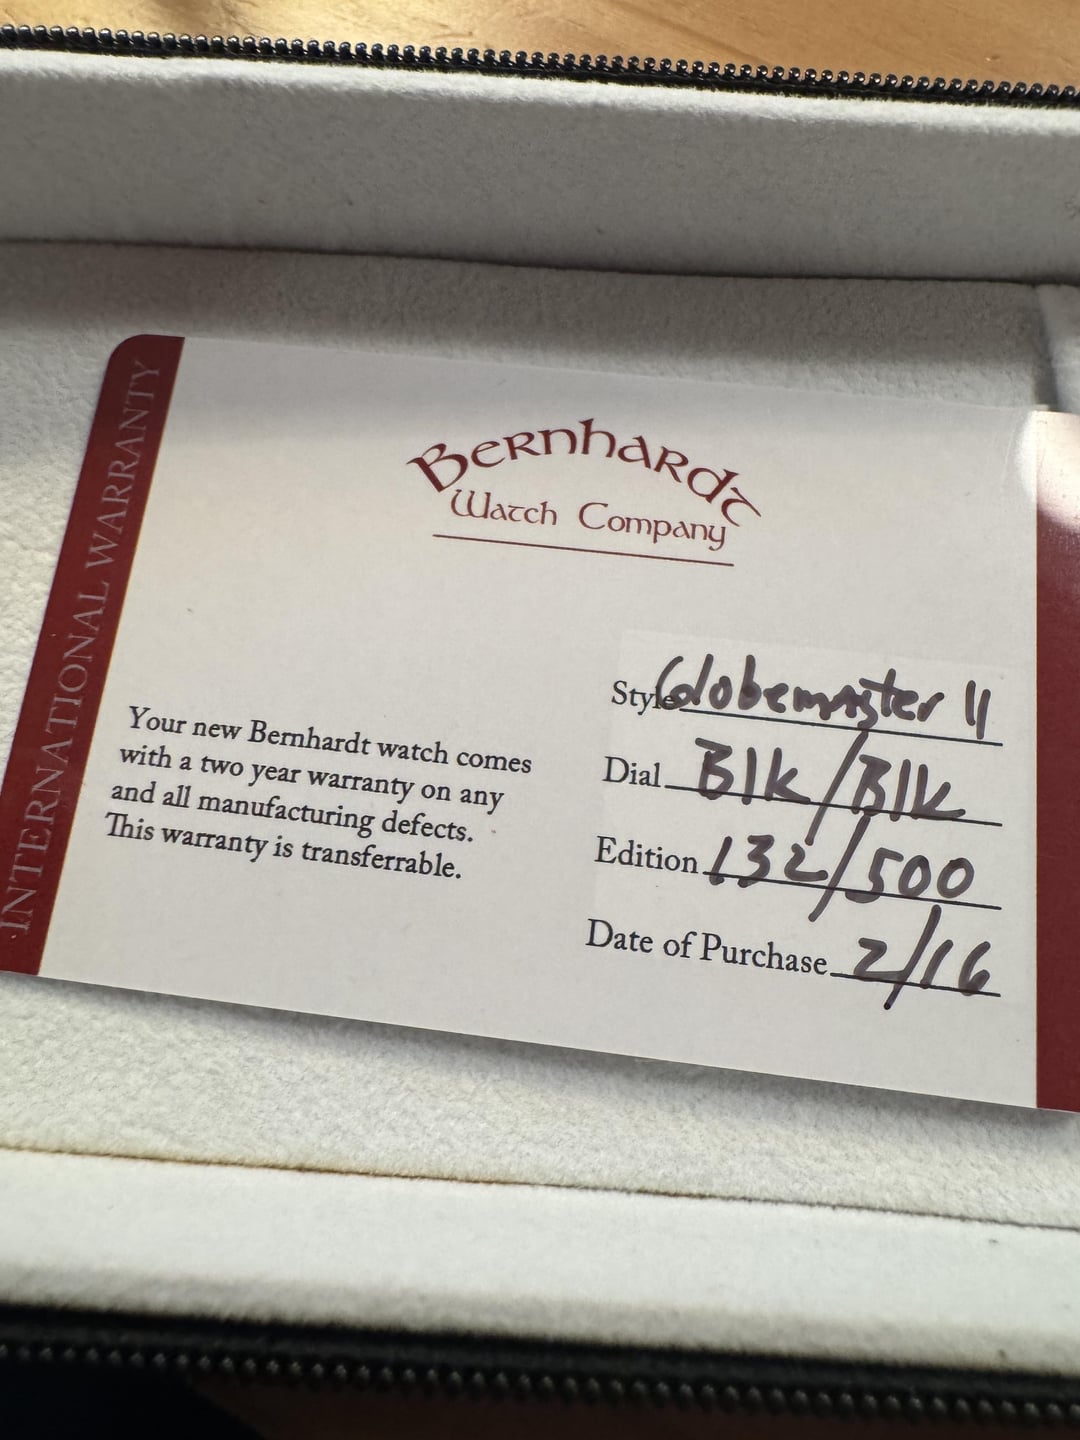 INTERNATIONAL WARRANTY
Bernhardt
Watch Company
Your new Bernhardt watch comes
with a two year warranty on any
and all manufacturing defects.
This warranty is transferrable.
Style Globemaster II
Dial Blk/Blk
Edition 132/500
Date of Purchase 2/16